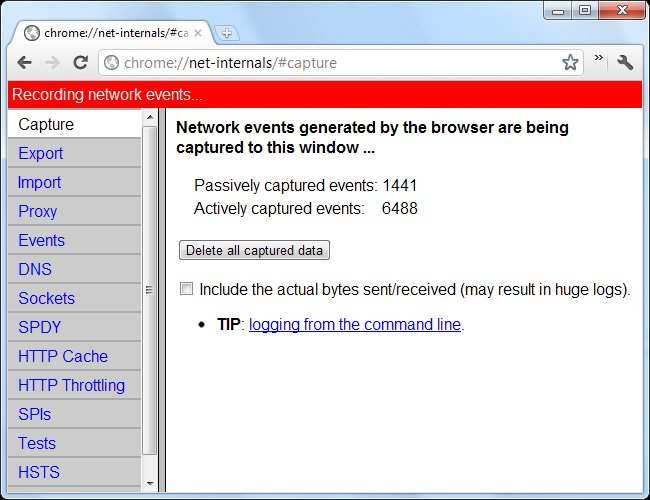 chrome://net-internals/#ca
chrome://net-internals/#capture
Recording network events...
Capture
Export
Import
Proxy
Events
DNS
Sockets
SPDY
HTTP Cache
HTTP Throttling
SPIs
Tests
HSTS
Network events generated by the browser are being
captured to this window ...
Passively captured events: 1441
Actively captured events: 6488
Delete all captured data
Include the actual bytes sent/received (may result in huge logs).
• TIP: logging from the command line.